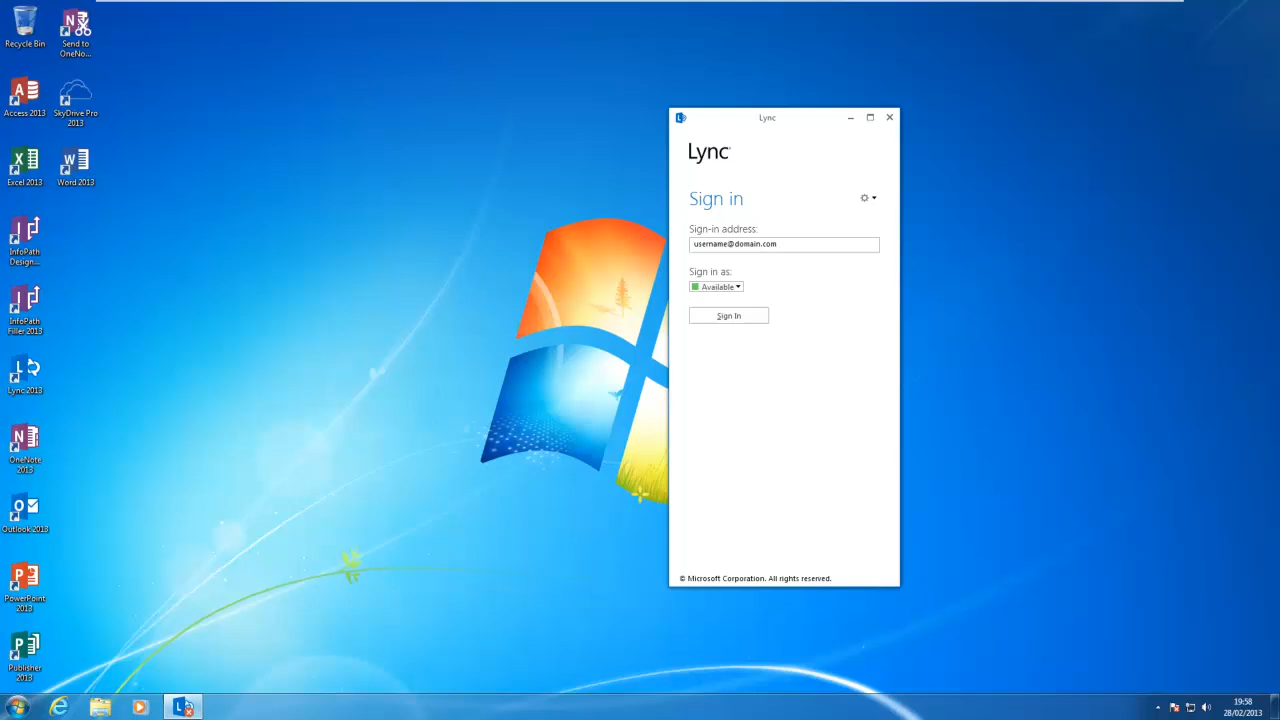 Recycle Bin
Send to
OneNo...
Access 2013
SkyDrive Pro
2013
Excel 2013
Word 2013
InfoPath
Design...
InfoPath
Filler 2013
Lync 2013
OneNote
2013
Outlook 2013
PowerPoint
2013
Publisher
2013
Lync
Lync
Sign in
Sign-in address:
username@domain.com
Sign in as:
Available
Sign In
© Microsoft Corporation. All rights reserved.
19:58
28/02/2013